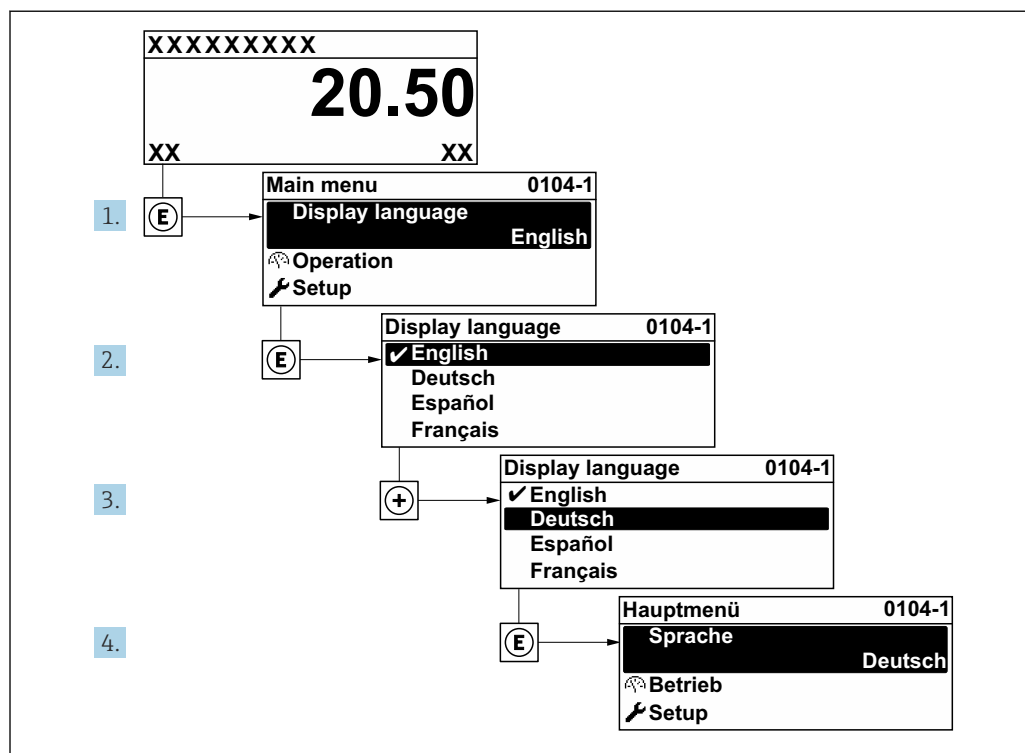 XXXXXXXXX
20.50
XX XX
1. E
Main menu 0104-1
Display language
English
Operation
Setup
2. E
Display language 0104-1
✔English
Deutsch
Español
Français
3. +
Display language 0104-1
✔English
Deutsch
Español
Français
4. E
Hauptmenü 0104-1
Sprache
Deutsch
Betrieb
Setup